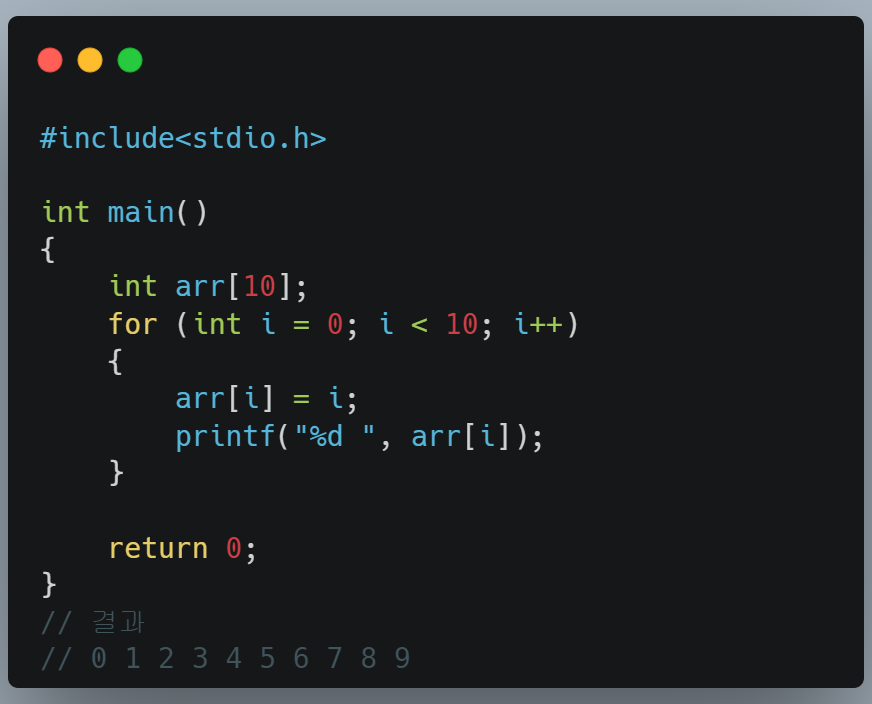 #include<stdio.h>
int main()
{
    int arr[10];
    for (int i = 0; i < 10; i++)
    {
        arr[i] = i;
        printf("%d ", arr[i]);
    }
    return 0;
}
// 결과
// 0 1 2 3 4 5 6 7 8 9